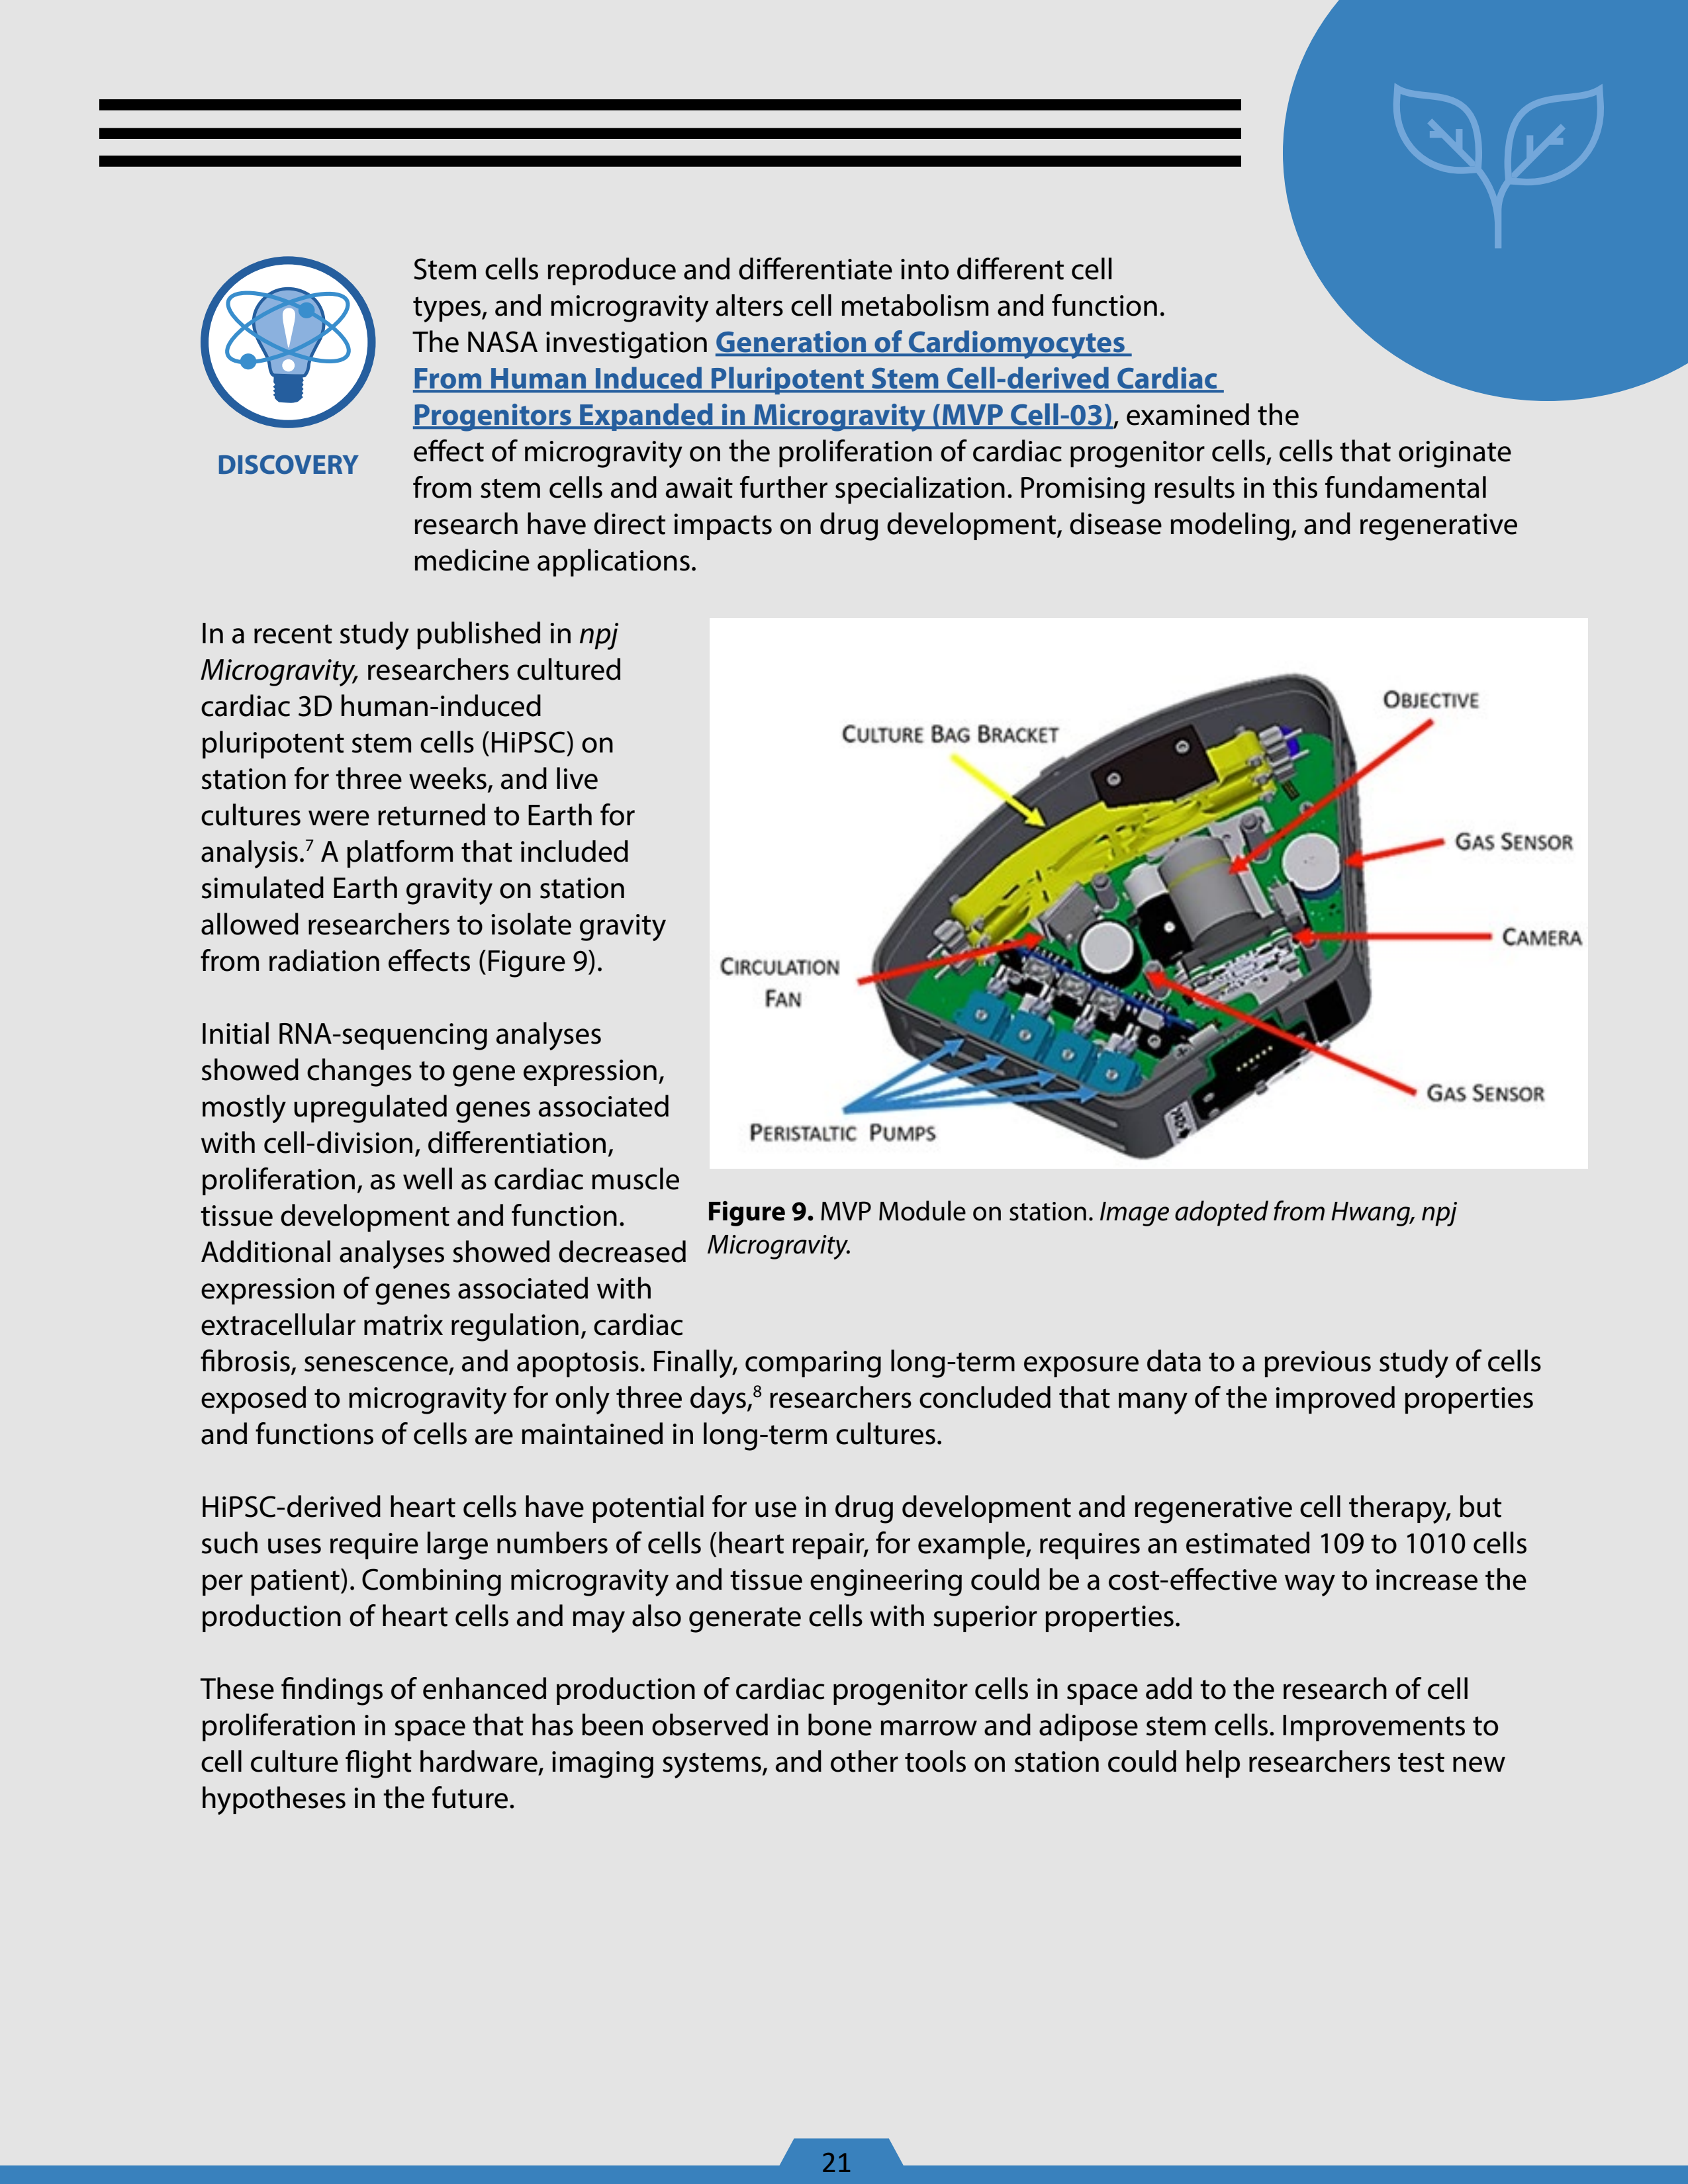 Stem cells reproduce and differentiate into different cell
types, and microgravity alters cell metabolism and function.
The NASA investigation Generation of Cardiomyocytes
From Human Induced Pluripotent Stem Cell-derived Cardiac
Progenitors Expanded in Microgravity (MVP Cell-03), examined the
effect of microgravity on the proliferation of cardiac progenitor cells, cells that originate
from stem cells and await further specialization. Promising results in this fundamental
research have direct impacts on drug development, disease modeling, and regenerative
medicine applications.
DISCOVERY
In a recent study published in npj
Microgravity, researchers cultured
cardiac 3D human-induced
pluripotent stem cells (HiPSC) on
station for three weeks, and live
cultures were returned to Earth for
analysis.⁷ A platform that included
simulated Earth gravity on station
allowed researchers to isolate gravity
from radiation effects (Figure 9).
Initial RNA-sequencing analyses
showed changes to gene expression,
mostly upregulated genes associated
with cell-division, differentiation,
proliferation, as well as cardiac muscle
tissue development and function.
Additional analyses showed decreased
expression of genes associated with
extracellular matrix regulation, cardiac
fibrosis, senescence, and apoptosis. Finally, comparing long-term exposure data to a previous study of cells
exposed to microgravity for only three days,⁸ researchers concluded that many of the improved properties
and functions of cells are maintained in long-term cultures.
OBJECTIVE
CULTURE BAG BRACKET
GAS SENSOR
CAMERA
CIRCULATION
FAN
GAS SENSOR
PERISTALTIC PUMPS
Figure 9. MVP Module on station. Image adopted from Hwang, npj
Microgravity.
HiPSC-derived heart cells have potential for use in drug development and regenerative cell therapy, but
such uses require large numbers of cells (heart repair, for example, requires an estimated 109 to 1010 cells
per patient). Combining microgravity and tissue engineering could be a cost-effective way to increase the
production of heart cells and may also generate cells with superior properties.
These findings of enhanced production of cardiac progenitor cells in space add to the research of cell
proliferation in space that has been observed in bone marrow and adipose stem cells. Improvements to
cell culture flight hardware, imaging systems, and other tools on station could help researchers test new
hypotheses in the future.
21